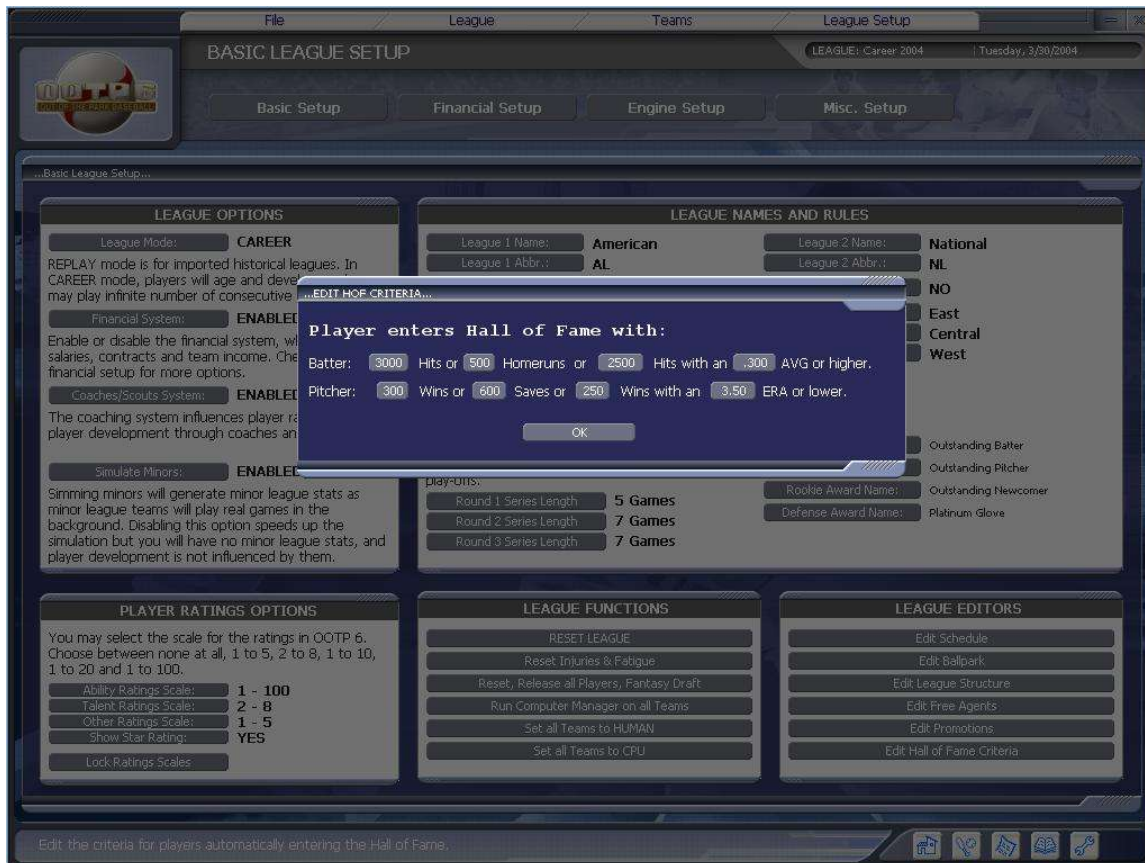 File
League
Teams
League Setup
BASIC LEAGUE SETUP
LEAGUE: Career 2004
Tuesday, 3/30/2004
OOTP 6
OUT OF THE PARK BASEBALL
Basic Setup
Financial Setup
Engine Setup
Misc. Setup
...Basic League Setup...
LEAGUE OPTIONS
League Mode: CAREER
REPLAY mode is for imported historical leagues. In
CAREER mode, players will age and
may play infinite number of consecutive
Financial System: ENABLED
Enable or disable the financial system,
salaries, contracts and team income.
financial setup for more options.
Coaches/Scouts System: ENABLED
The coaching system influences player
player development through coaches
Simulate Minors: ENABLED
Simming minors will generate minor league stats as
minor league teams will play real games in the
background. Disabling this option speeds up the
simulation but you will have no minor league stats, and
player development is not influenced by them.
LEAGUE NAMES AND RULES
League 1 Name: American
League 2 Name: National
League 1 Abbr.: AL
League 2 Abbr.: NL
NO
East
Central
West
...EDIT HOF CRITERIA...
Player enters Hall of Fame with:
Batter: 3000 Hits or 500 Homeruns or 2500 Hits with an .300 AVG or higher.
Pitcher: 300 Wins or 600 Saves or 250 Wins with an 3.50 ERA or lower.
OK
Outstanding Batter
Outstanding Pitcher
play-offs.
Rookie Award Name: Outstanding Newcomer
Defense Award Name: Platinum Glove
Round 1 Series Length 5 Games
Round 2 Series Length 7 Games
Round 3 Series Length 7 Games
PLAYER RATINGS OPTIONS
You may select the scale for the ratings in OOTP 6.
Choose between none at all, 1 to 5, 2 to 8, 1 to 10,
1 to 20 and 1 to 100.
Ability Ratings Scale: 1 - 100
Talent Ratings Scale: 2 - 8
Other Ratings Scale: 1 - 5
Show Star Rating: YES
Lock Ratings Scales
LEAGUE FUNCTIONS
RESET LEAGUE
Reset Injuries & Fatigue
Reset, Release all Players, Fantasy Draft
Run Computer Manager on all Teams
Set all Teams to HUMAN
Set all Teams to CPU
LEAGUE EDITORS
Edit Schedule
Edit Ballpark
Edit League Structure
Edit Free Agents
Edit Promotions
Edit Hall of Fame Criteria
Edit the criteria for players automatically entering the Hall of Fame.